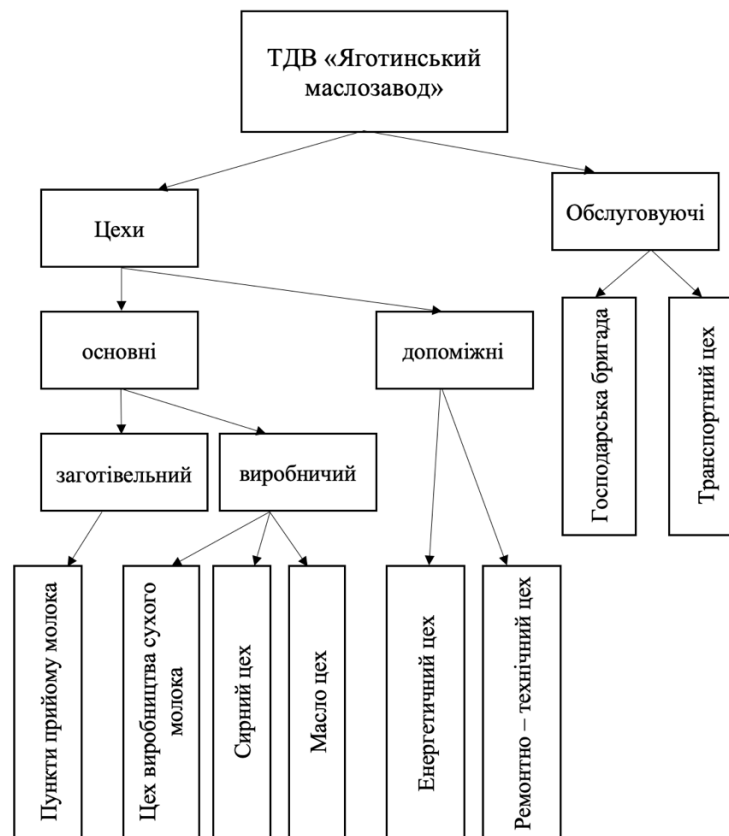 ТДВ «Яготинський
маслозавод»
Цехи
Обслуговуючі
основні
допоміжні
Господарська бригада
Транспортний цех
заготівельний
виробничий
Пункти прийому молока
Цех виробництва сухого
молока
Сирний цех
Масло цех
Енергетичний цех
Ремонтно – технічний цех